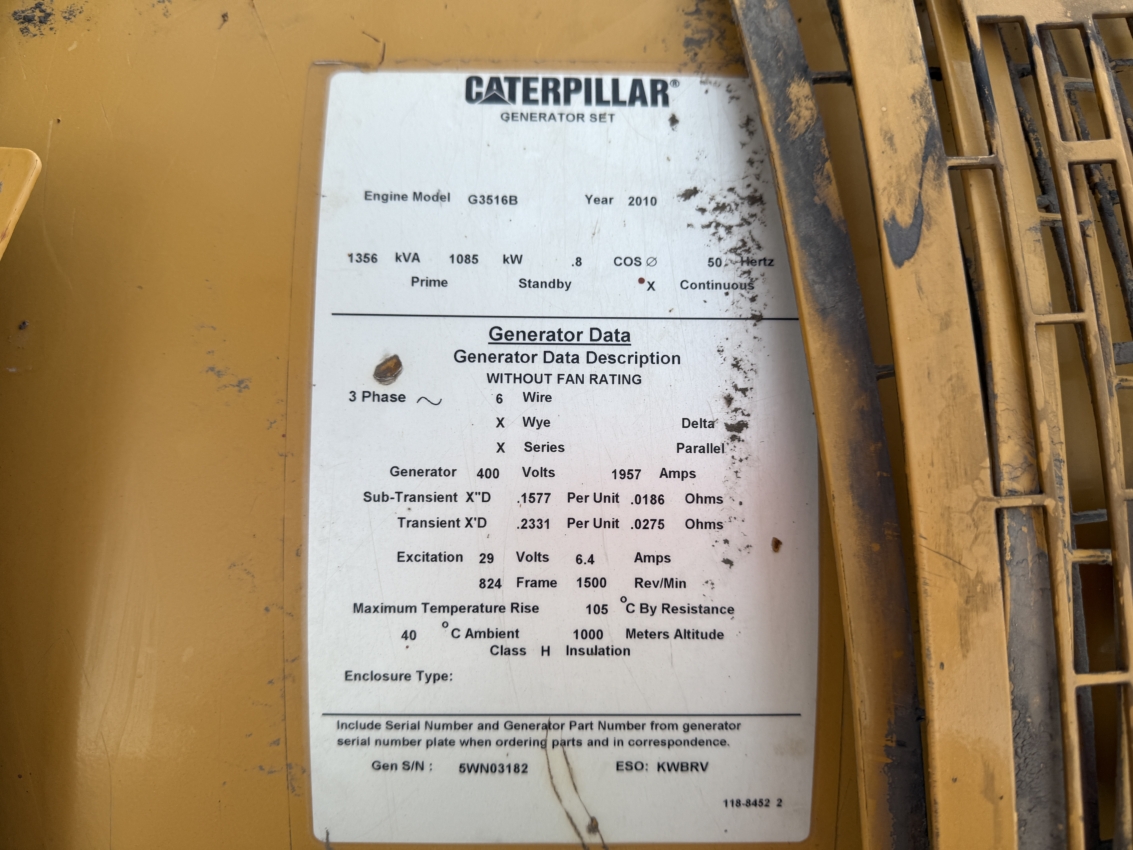 CATERPILLAR®
GENERATOR SET
Engine Model G3516B Year 2010
1356 kVA 1085 kW .8 COS ∅ 50 Hertz
Prime Standby X Continuous
Generator Data
Generator Data Description
WITHOUT FAN RATING
3 Phase ~ 6 Wire
X Wye Delta
X Series Parallel
Generator 400 Volts 1957 Amps
Sub-Transient X"D .1577 Per Unit .0186 Ohms
Transient X'D .2331 Per Unit .0275 Ohms
Excitation 29 Volts 6.4 Amps
824 Frame 1500 Rev/Min
Maximum Temperature Rise 105 °C By Resistance
40 °C Ambient 1000 Meters Altitude
Class H Insulation
Enclosure Type:
Include Serial Number and Generator Part Number from generator
serial number plate when ordering parts and in correspondence.
Gen S/N : 5WN03182 ESO: KWBRV
118-8452 2